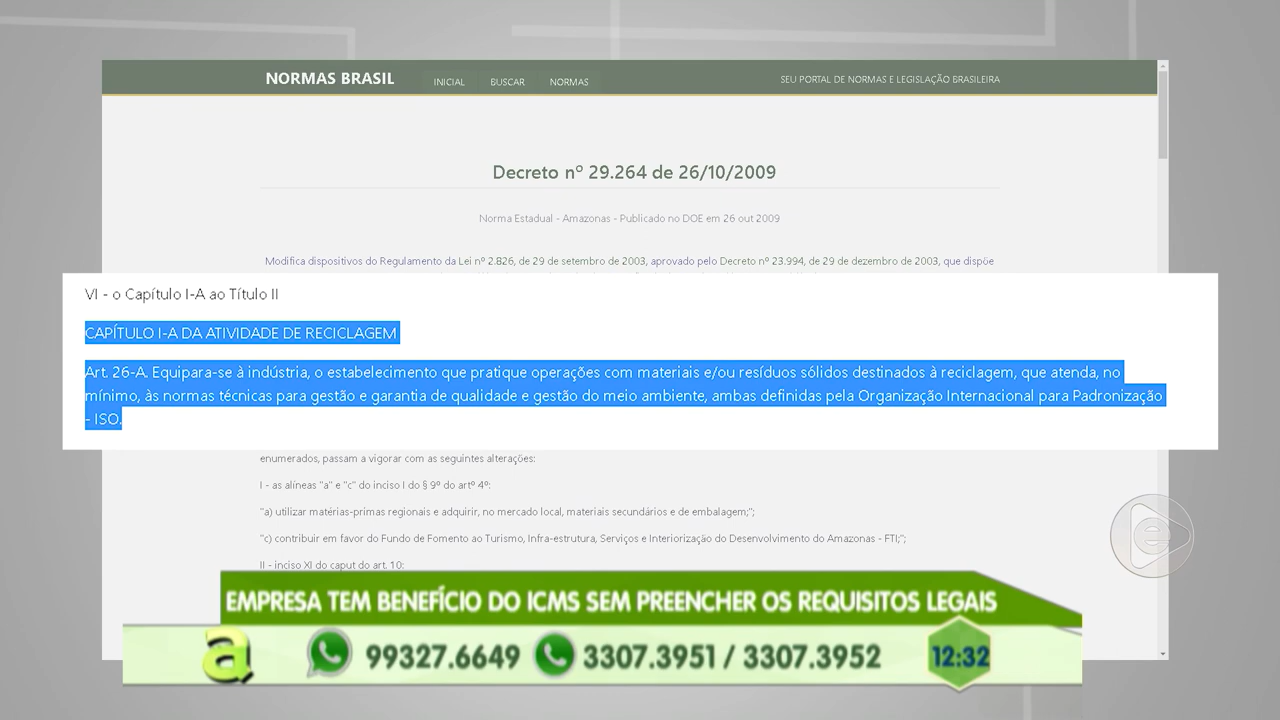 NORMAS BRASIL INICIAL BUSCAR NORMAS SEU PORTAL DE NORMAS E LEGISLAÇÃO BRASILEIRA
Decreto nº 29.264 de 26/10/2009
Norma Estadual - Amazonas - Publicado no DOE em 26 out 2009
Modifica dispositivos do Regulamento da Lei nº 2.826, de 29 de setembro de 2003, aprovado pelo Decreto nº 23.994, de 29 de dezembro de 2003, que dispõe
VI - o Capítulo I-A ao Título II
CAPÍTULO I-A DA ATIVIDADE DE RECICLAGEM
Art. 26-A. Equipara-se à indústria, o estabelecimento que pratique operações com materiais e/ou resíduos sólidos destinados à reciclagem, que atenda, no
mínimo, às normas técnicas para gestão e garantia de qualidade e gestão do meio ambiente, ambas definidas pela Organização Internacional para Padronização
- ISO.
enumerados, passam a vigorar com as seguintes alterações:
I - as alíneas "a" e "c" do inciso I do § 9º do artº 4º:
"a) utilizar matérias-primas regionais e adquirir, no mercado local, materiais secundários e de embalagem;";
"c) contribuir em favor do Fundo de Fomento ao Turismo, Infra-estrutura, Serviços e Interiorização do Desenvolvimento do Amazonas - FTI;";
II - inciso XI do caput do art. 10:
EMPRESA TEM BENEFÍCIO DO ICMS SEM PREENCHER OS REQUISITOS LEGAIS
a 99327.6649 3307.3951 / 3307.3952 12:32